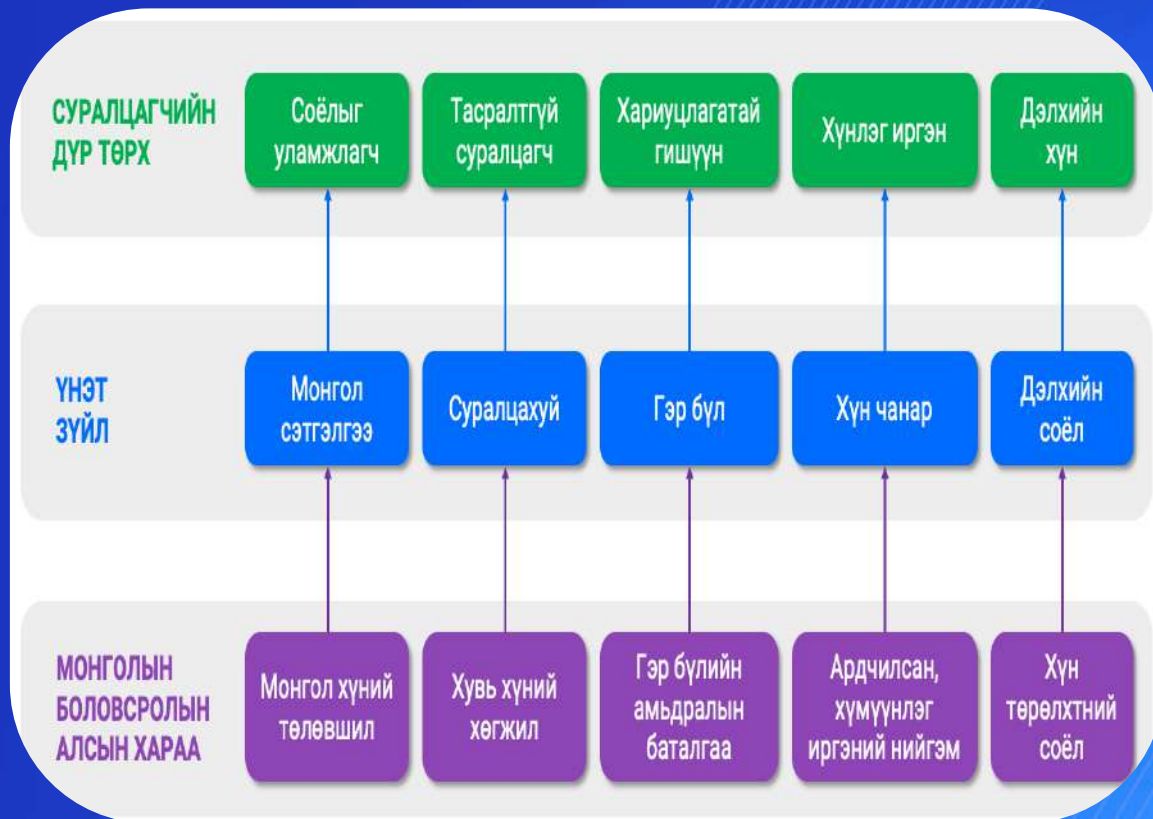 СУРАЛЦАГЧИЙН
ДҮР ТӨРХ
Соёлыг
уламжлагч
Тасралтгүй
суралцагч
Хариуцлагатай
гишүүн
Хүнлэг иргэн
Дэлхийн
хүн
ҮНЭТ
ЗҮЙЛ
Монгол
сэтгэлгээ
Суралцахуй
Гэр бүл
Хүн чанар
Дэлхийн
соёл
МОНГОЛЫН
БОЛОВСРОЛЫН
АЛСЫН ХАРАА
Монгол хүний
төлөвшил
Хувь хүний
хөгжил
Гэр бүлийн
амьдралын
баталгаа
Ардчилсан,
хүмүүнлэг
иргэний нийгэм
Хүн
төрөлхтний
соёл